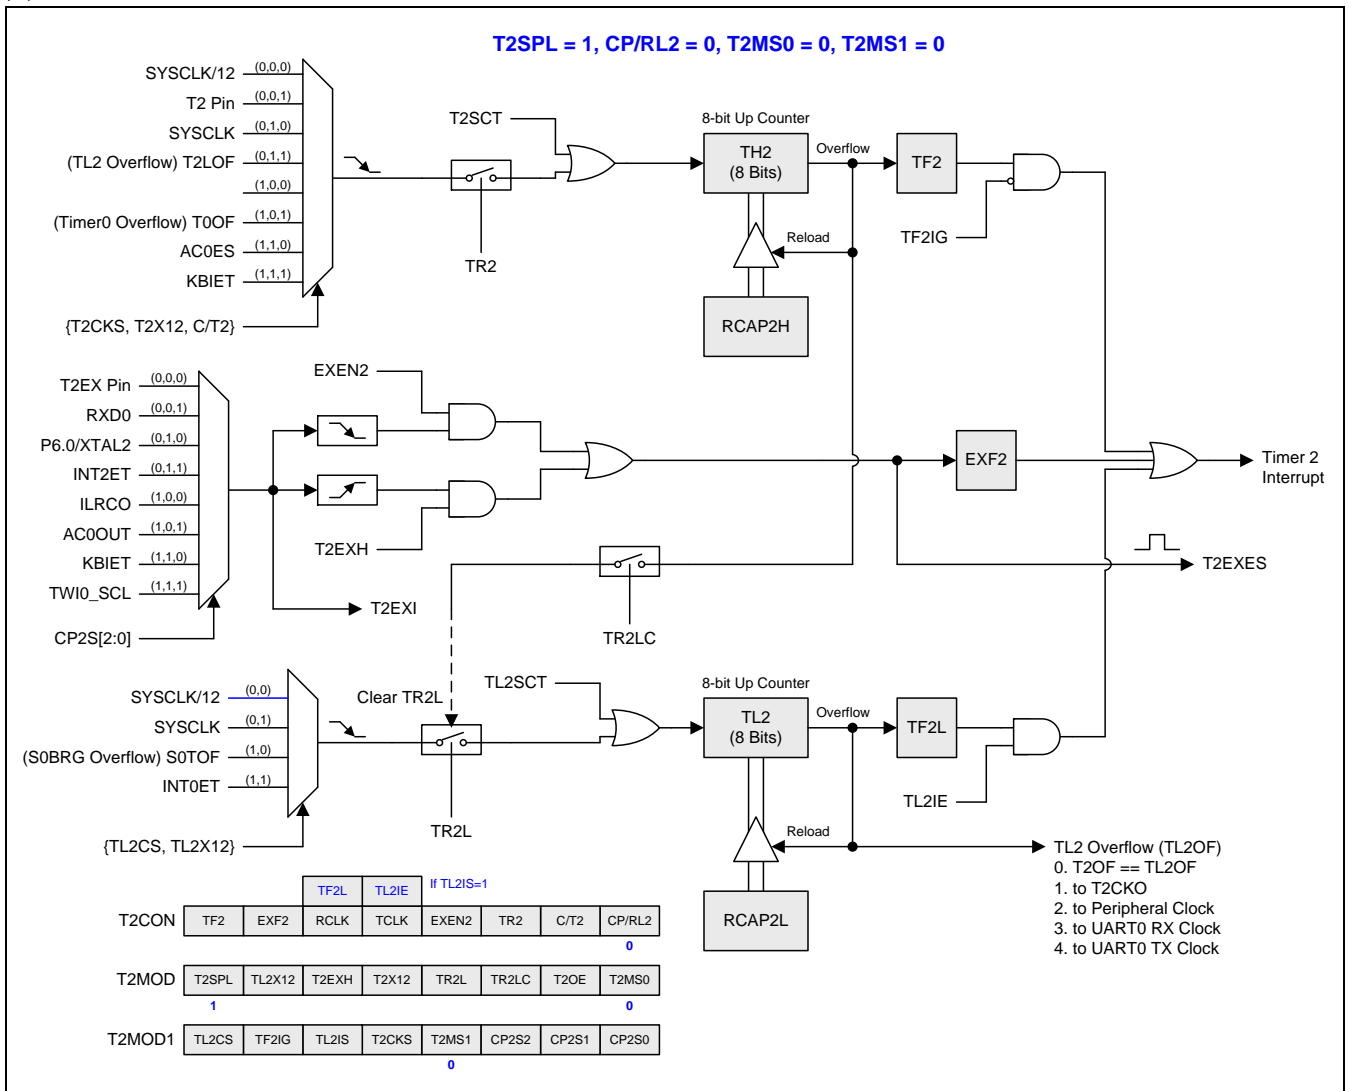 T2SPL = 1, CP/RL2 = 0, T2MS0 = 0, T2MS1 = 0
SYSCLK/12 (0,0,0)
T2 Pin (0,0,1)
SYSCLK (0,1,0)
(TL2 Overflow) T2LOF (0,1,1)
(1,0,0)
(Timer0 Overflow) T0OF (1,0,1)
AC0ES (1,1,0)
KBIET (1,1,1)
{T2CKS, T2X12, C/T2}
TR2
T2SCT
8-bit Up Counter
TH2
(8 Bits)
Overflow
Reload
RCAP2H
TF2
TF2IG
T2EX Pin (0,0,0)
RXD0 (0,0,1)
P6.0/XTAL2 (0,1,0)
INT2ET (0,1,1)
ILRCO (1,0,0)
AC0OUT (1,0,1)
KBIET (1,1,0)
TWI0_SCL (1,1,1)
CP2S[2:0]
EXEN2
T2EXH
T2EXI
EXF2
Timer 2
Interrupt
T2EXES
TR2LC
Clear TR2L
SYSCLK/12 (0,0)
SYSCLK (0,1)
(S0BRG Overflow) S0TOF (1,0)
INT0ET (1,1)
{TL2CS, TL2X12}
TR2L
TL2SCT
8-bit Up Counter
TL2
(8 Bits)
Overflow
Reload
RCAP2L
TF2L
TL2IE
TL2 Overflow (TL2OF)
0. T2OF == TL2OF
1. to T2CKO
2. to Peripheral Clock
3. to UART0 RX Clock
4. to UART0 TX Clock
TF2L TL2IE If TL2IS=1
T2CON TF2 EXF2 RCLK TCLK EXEN2 TR2 C/T2 CP/RL2
0
T2MOD T2SPL TL2X12 T2EXH T2X12 TR2L TR2LC T2OE T2MS0
1 0
T2MOD1 TL2CS TF2IG TL2IS T2CKS T2MS1 CP2S2 CP2S1 CP2S0
0